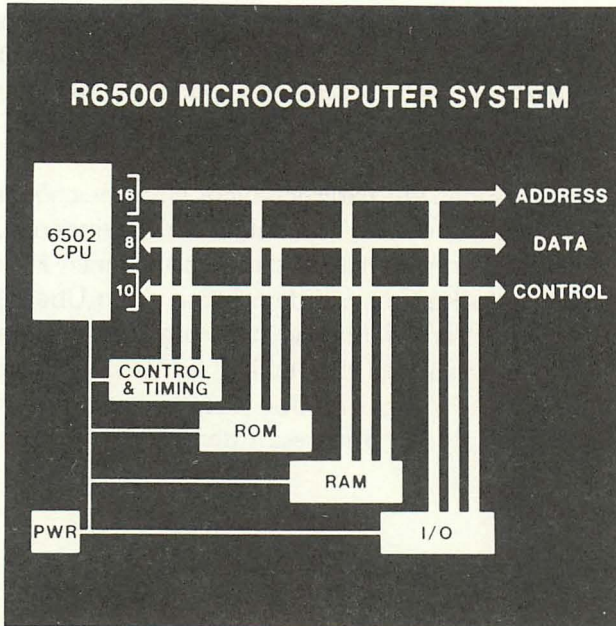 R6500 MICROCOMPUTER SYSTEM
16
ADDRESS
6502
CPU
8
DATA
10
CONTROL
CONTROL
& TIMING
ROM
RAM
PWR
I/O